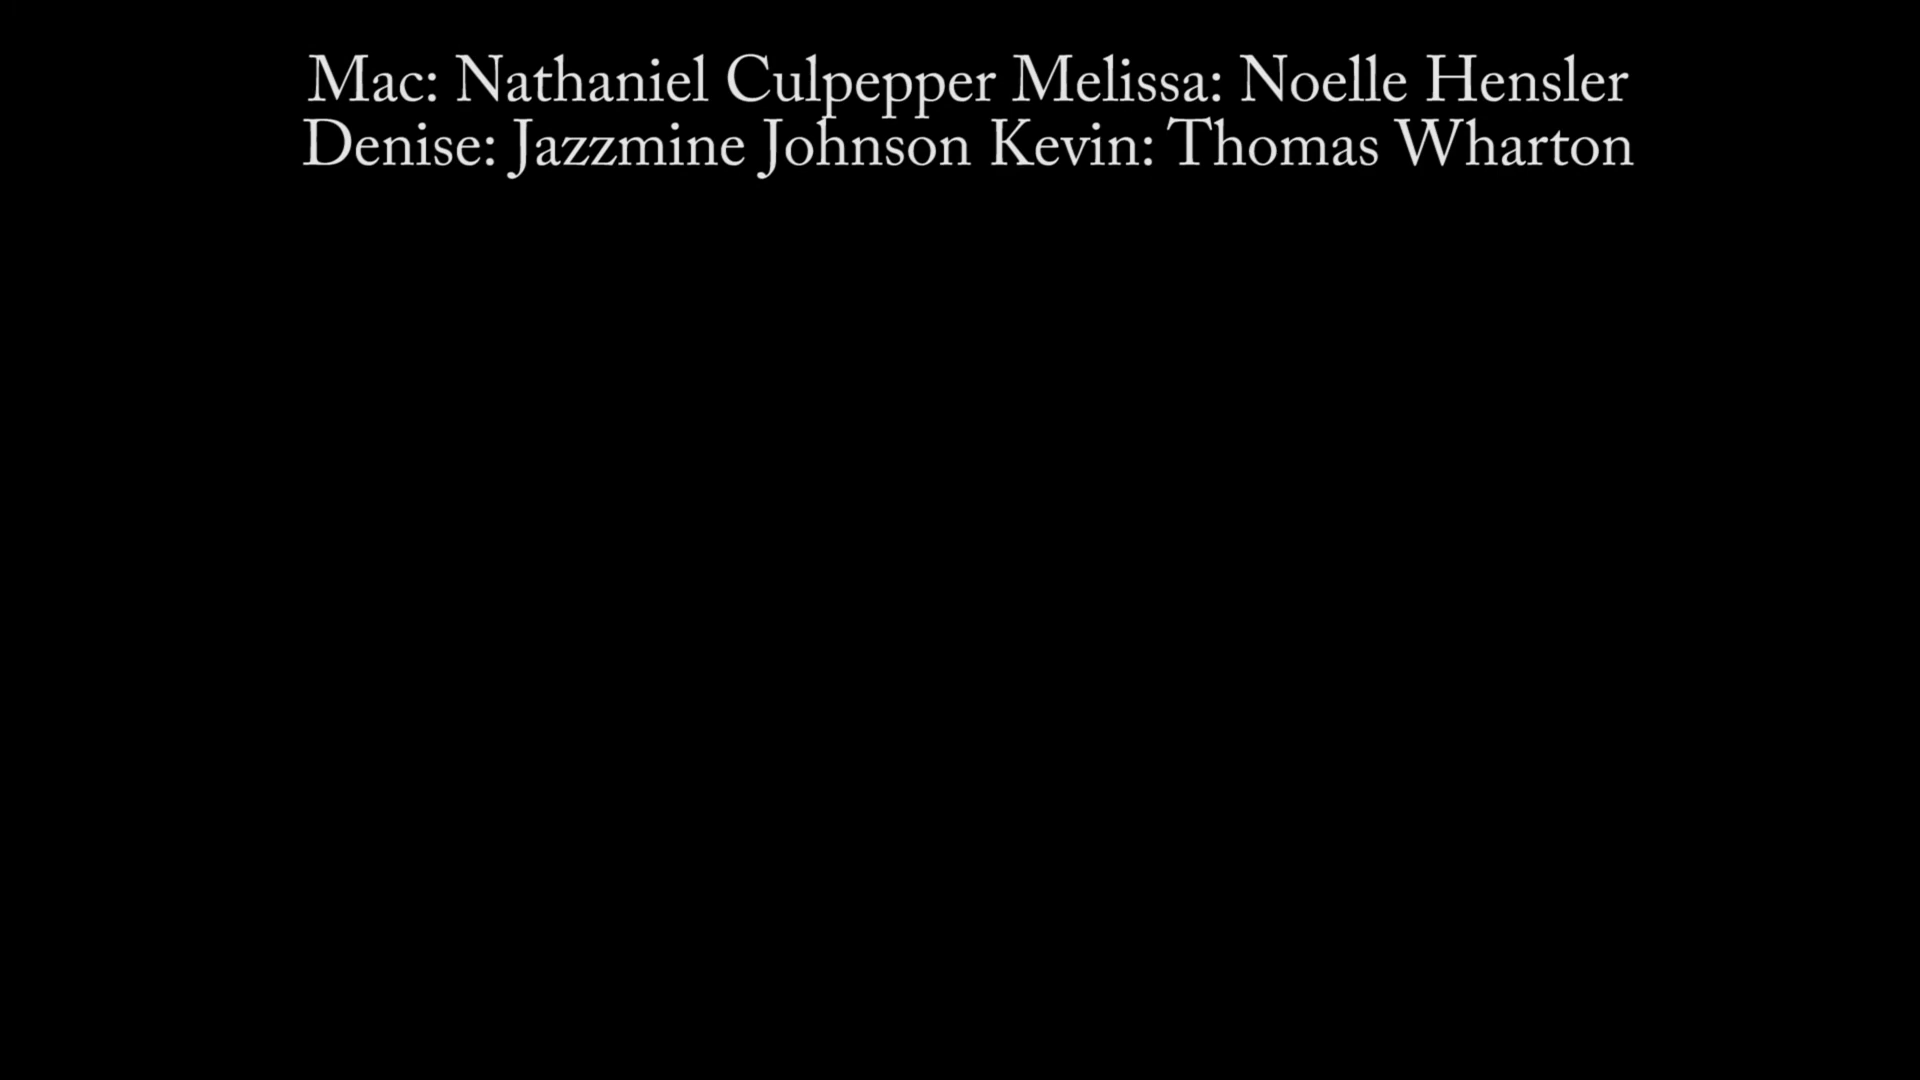 Mac: Nathaniel Culpepper Melissa: Noelle Hensler
Denise: Jazzmine Johnson Kevin: Thomas Wharton